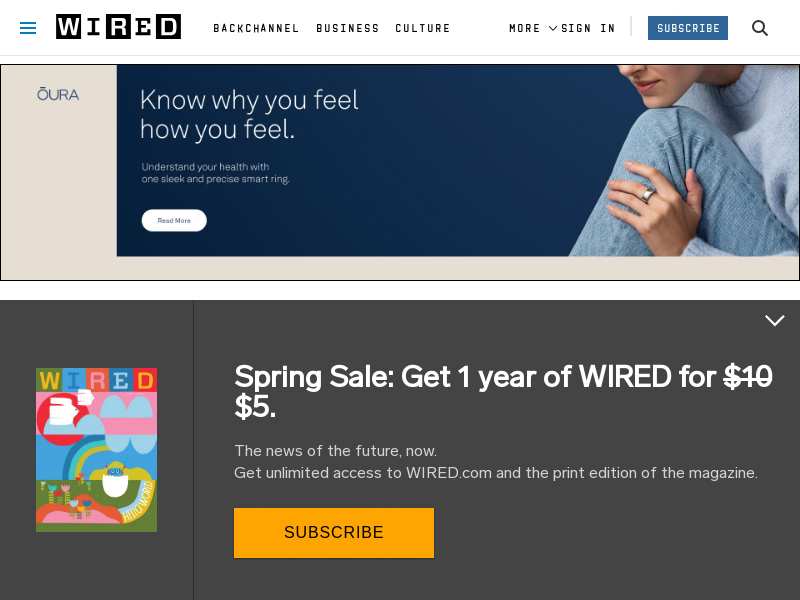 WIRED
BACKCHANNEL BUSINESS CULTURE MORE SIGN IN SUBSCRIBE
ŌURA
Know why you feel
how you feel.
Understand your health with
one sleek and precise smart ring.
Read More
Spring Sale: Get 1 year of WIRED for $10
$5.
The news of the future, now.
Get unlimited access to WIRED.com and the print edition of the magazine.
SUBSCRIBE
WIRED
HELLO WORLD